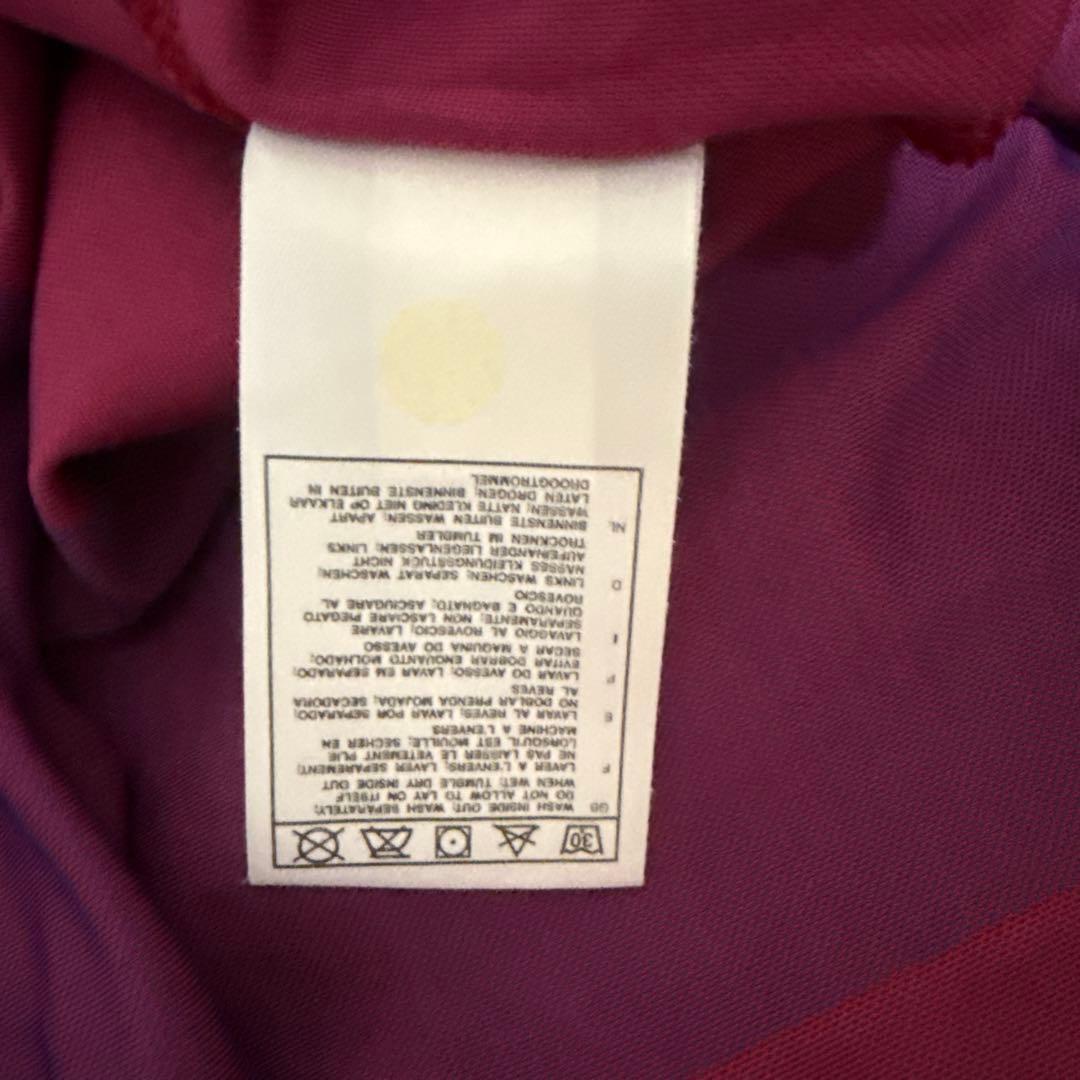 30
GB WASH INSIDE OUT; WASH SEPARATELY;
DO NOT ALLOW TO LAY ON ITSELF
WHEN WET; TUMBLE DRY INSIDE OUT
F LAVER A L'ENVERS; LAVER SEPAREMENT;
NE PAS LAISSER LE VETEMENT PLIE
LORSQU'IL EST MOUILLE; SECHER EN
MACHINE A L'ENVERS
E LAVAR AL REVES; LAVAR POR SEPARADO;
NO DOBLAR PRENDA MOJADA; SECADORA
AL REVES
P LAVAR DO AVESSO; LAVAR EM SEPARADO;
EVITAR DOBRAR ENQUANTO MOLHADO;
SECAR A MAQUINA DO AVESSO
I LAVAGGIO AL ROVESCIO; LAVARE
SEPARAMENTE; NON LASCIARE PIEGATO
QUANDO E BAGNATO; ASCIUGARE AL
ROVESCIO
D LINKS WASCHEN; SEPARAT WASCHEN;
NASSES KLEIDUNGSSTUCK NICHT
AUFEINANDER LIEGENLASSEN; LINKS
TROCKNEN IM TUMBLER
NL BINNENSTE BUITEN WASSEN; APART
WASSEN; NATTE KLEDING NIET OP ELKAAR
LATEN DROGEN; BINNENSTE BUITEN IN
DROOGTROMMEL